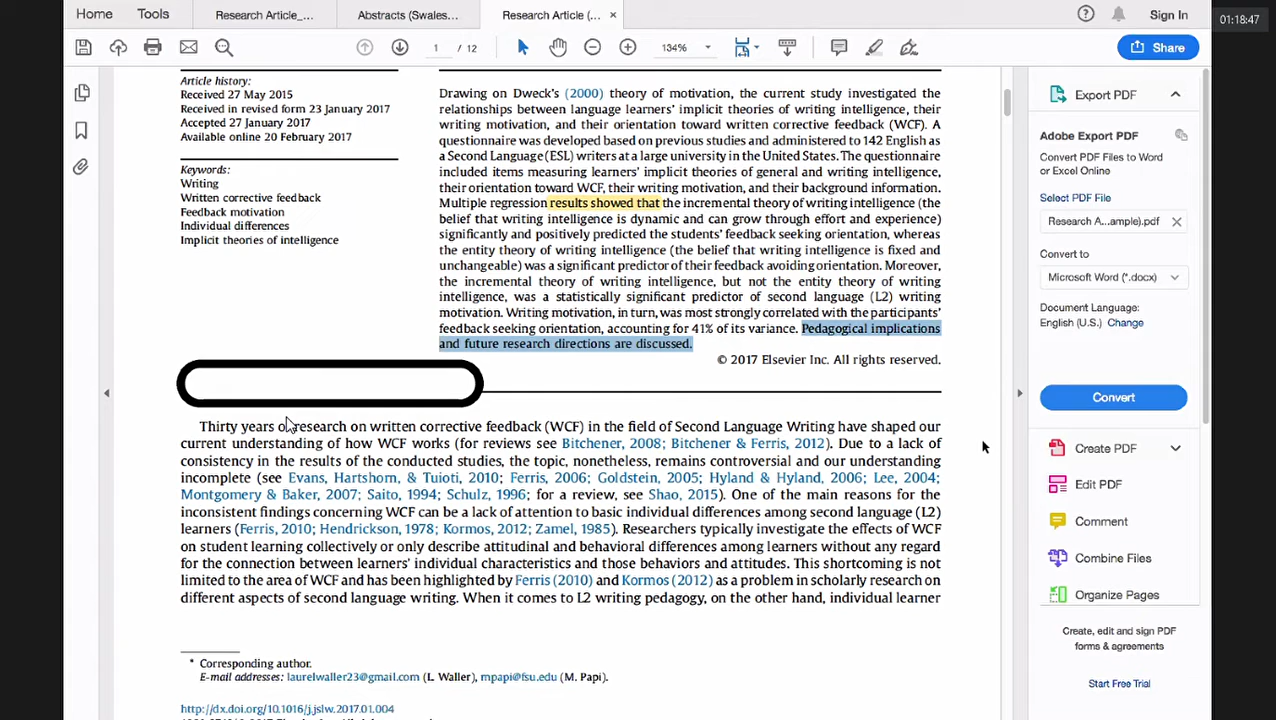 Home
Tools
Research Article_...
Abstracts (Swales...
Research Article (... ×
Sign In
01:18:47
1 / 12
134%
Share
Article history:
Received 27 May 2015
Received in revised form 23 January 2017
Accepted 27 January 2017
Available online 20 February 2017
Keywords:
Writing
Written corrective feedback
Feedback motivation
Individual differences
Implicit theories of intelligence
Drawing on Dweck's (2000) theory of motivation, the current study investigated the
relationships between language learners' implicit theories of writing intelligence, their
writing motivation, and their orientation toward written corrective feedback (WCF). A
questionnaire was developed based on previous studies and administered to 142 English as
a Second Language (ESL) writers at a large university in the United States. The questionnaire
included items measuring learners' implicit theories of general and writing intelligence,
their orientation toward WCF, their writing motivation, and their background information.
Multiple regression results showed that the incremental theory of writing intelligence (the
belief that writing intelligence is dynamic and can grow through effort and experience)
significantly and positively predicted the students' feedback seeking orientation, whereas
the entity theory of writing intelligence (the belief that writing intelligence is fixed and
unchangeable) was a significant predictor of their feedback avoiding orientation. Moreover,
the incremental theory of writing intelligence, but not the entity theory of writing
intelligence, was a statistically significant predictor of second language (L2) writing
motivation. Writing motivation, in turn, was most strongly correlated with the participants'
feedback seeking orientation, accounting for 41% of its variance. Pedagogical implications
and future research directions are discussed.
© 2017 Elsevier Inc. All rights reserved.
Thirty years of research on written corrective feedback (WCF) in the field of Second Language Writing have shaped our
current understanding of how WCF works (for reviews see Bitchener, 2008; Bitchener & Ferris, 2012). Due to a lack of
consistency in the results of the conducted studies, the topic, nonetheless, remains controversial and our understanding
incomplete (see Evans, Hartshorn, & Tuioti, 2010; Ferris, 2006; Goldstein, 2005; Hyland & Hyland, 2006; Lee, 2004;
Montgomery & Baker, 2007; Saito, 1994; Schulz, 1996; for a review, see Shao, 2015). One of the main reasons for the
inconsistent findings concerning WCF can be a lack of attention to basic individual differences among second language (L2)
learners (Ferris, 2010; Hendrickson, 1978; Kormos, 2012; Zamel, 1985). Researchers typically investigate the effects of WCF
on student learning collectively or only describe attitudinal and behavioral differences among learners without any regard
for the connection between learners' individual characteristics and those behaviors and attitudes. This shortcoming is not
limited to the area of WCF and has been highlighted by Ferris (2010) and Kormos (2012) as a problem in scholarly research on
different aspects of second language writing. When it comes to L2 writing pedagogy, on the other hand, individual learner
* Corresponding author.
E-mail addresses: laurelwaller23@gmail.com (L. Waller), mpapi@fsu.edu (M. Papi).
http://dx.doi.org/10.1016/j.jslw.2017.01.004
Export PDF
Adobe Export PDF
Convert PDF Files to Word
or Excel Online
Select PDF File
Research A...ample).pdf ×
Convert to
Microsoft Word (*.docx)
Document Language:
English (U.S.) Change
Convert
Create PDF
Edit PDF
Comment
Combine Files
Organize Pages
Create, edit and sign PDF
forms & agreements
Start Free Trial